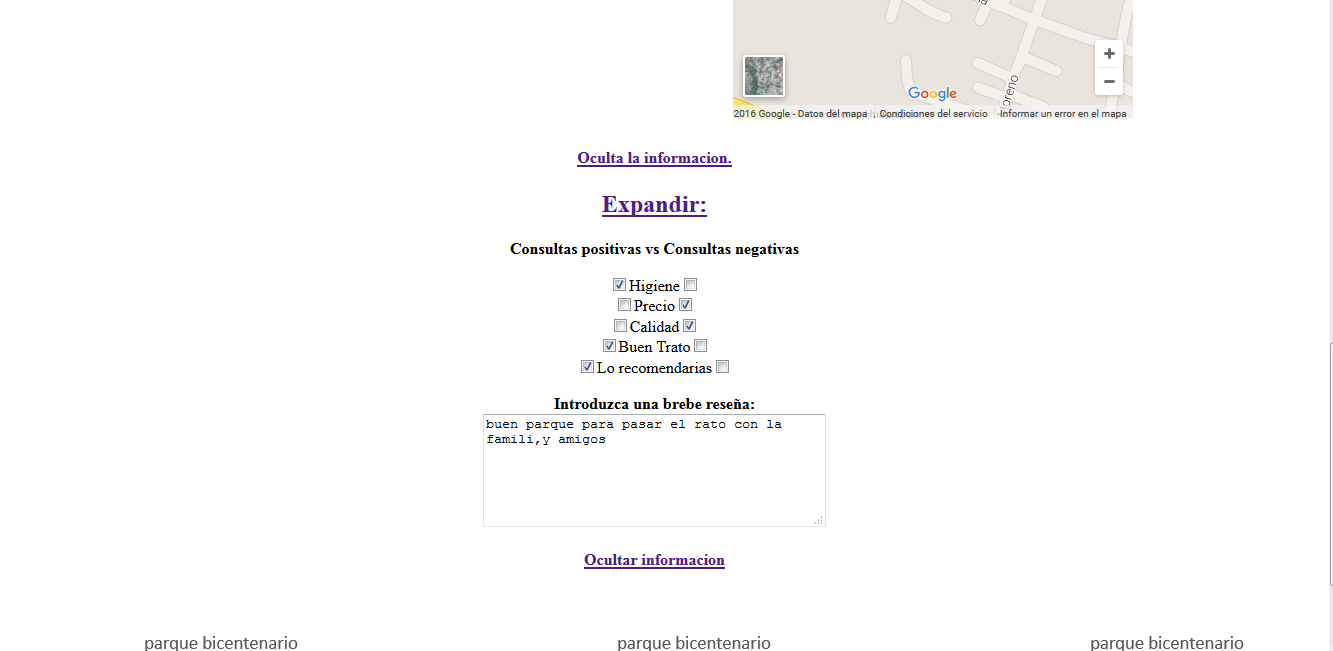 oreno
Google
2016 Google - Datos del mapa
Condiciones del servicio
Informar un error en el mapa
Oculta la informacion.
Expandir:
Consultas positivas vs Consultas negativas
Higiene
Precio
Calidad
Buen Trato
Lo recomendarias
Introduzca una brebe reseña:
buen parque para pasar el rato con la
famili,y amigos
Ocultar informacion
parque bicentenario parque bicentenario parque bicentenario